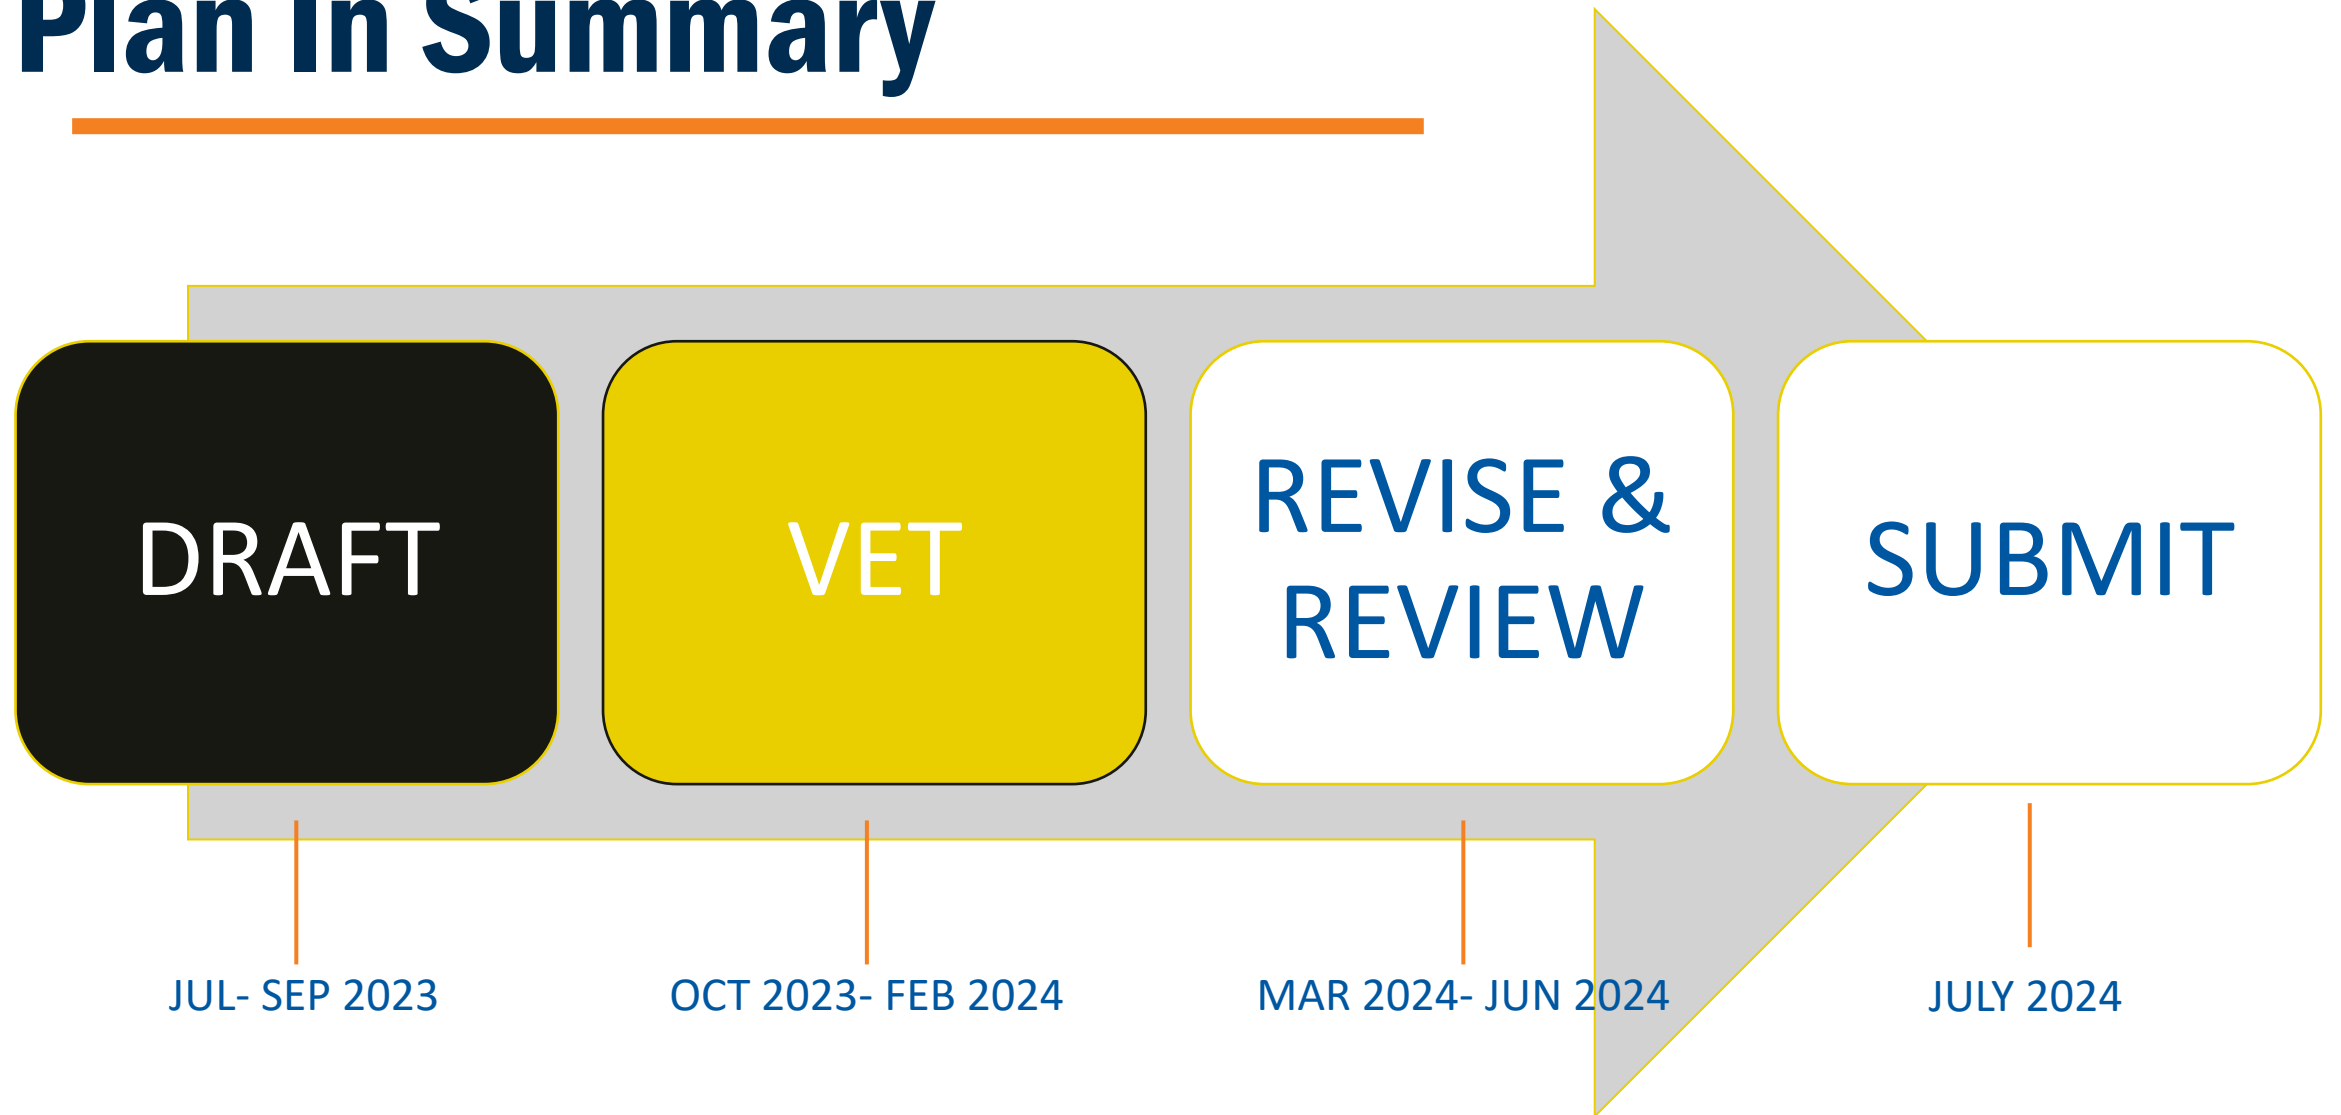 Plan In Summary
DRAFT
VET
REVISE &
REVIEW
SUBMIT
JUL- SEP 2023
OCT 2023- FEB 2024
MAR 2024- JUN 2024
JULY 2024